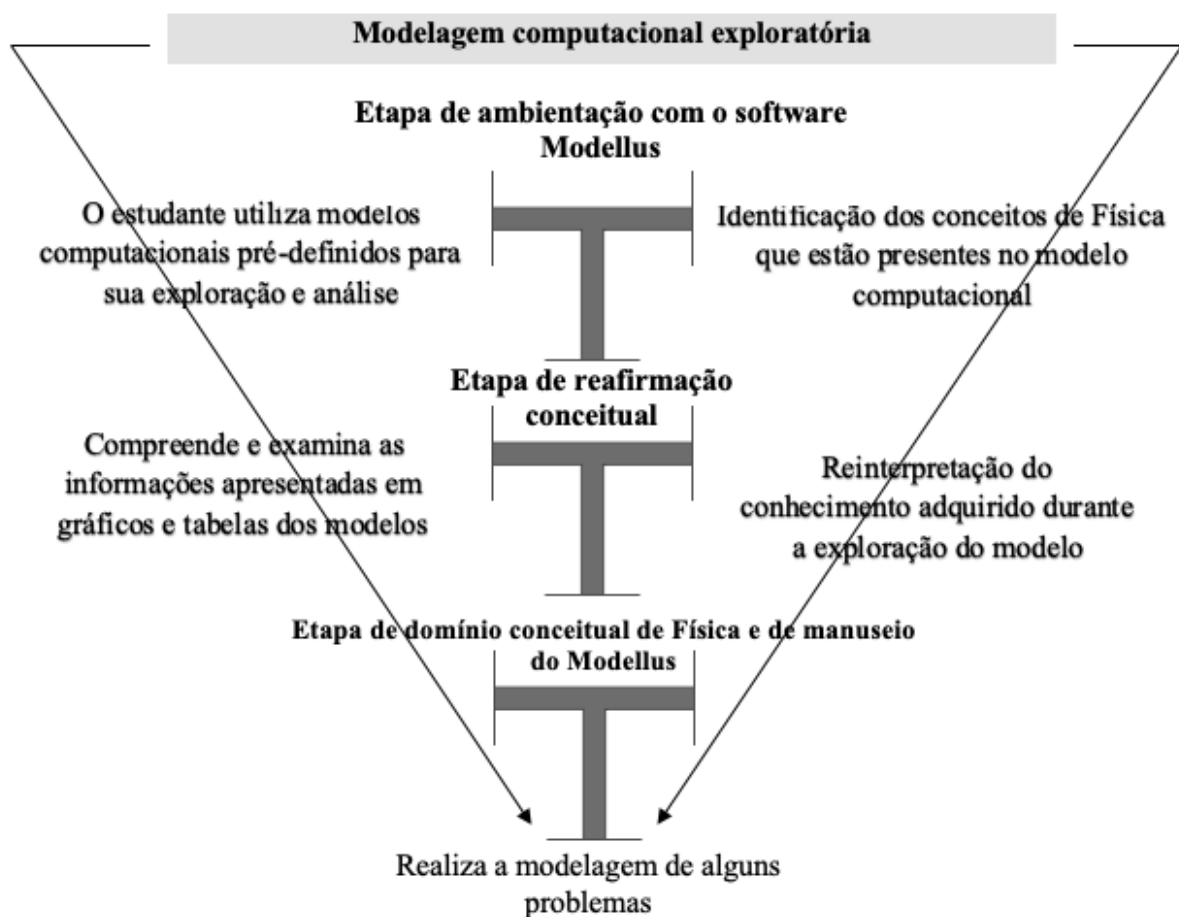 Modelagem computacional exploratória
Etapa de ambientação com o software
Modellus
O estudante utiliza modelos
computacionais pré-definidos para
sua exploração e análise
Identificação dos conceitos de Física
que estão presentes no modelo
computacional
Etapa de reafirmação
conceitual
Compreende e examina as
informações apresentadas em
gráficos e tabelas dos modelos
Reinterpretação do
conhecimento adquirido durante
a exploração do modelo
Etapa de domínio conceitual de Física e de manuseio
do Modellus
Realiza a modelagem de alguns
problemas